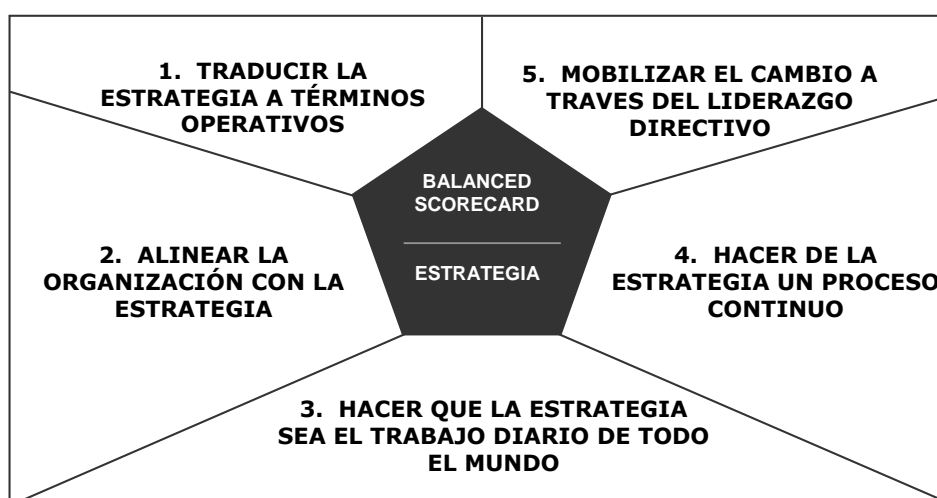 1. TRADUCIR LA
ESTRATEGIA A TÉRMINOS
OPERATIVOS
5. MOBILIZAR EL CAMBIO A
TRAVES DEL LIDERAZGO
DIRECTIVO
BALANCED
SCORECARD
ESTRATEGIA
2. ALINEAR LA
ORGANIZACIÓN CON LA
ESTRATEGIA
4. HACER DE LA
ESTRATEGIA UN PROCESO
CONTINUO
3. HACER QUE LA ESTRATEGIA
SEA EL TRABAJO DIARIO DE TODO
EL MUNDO